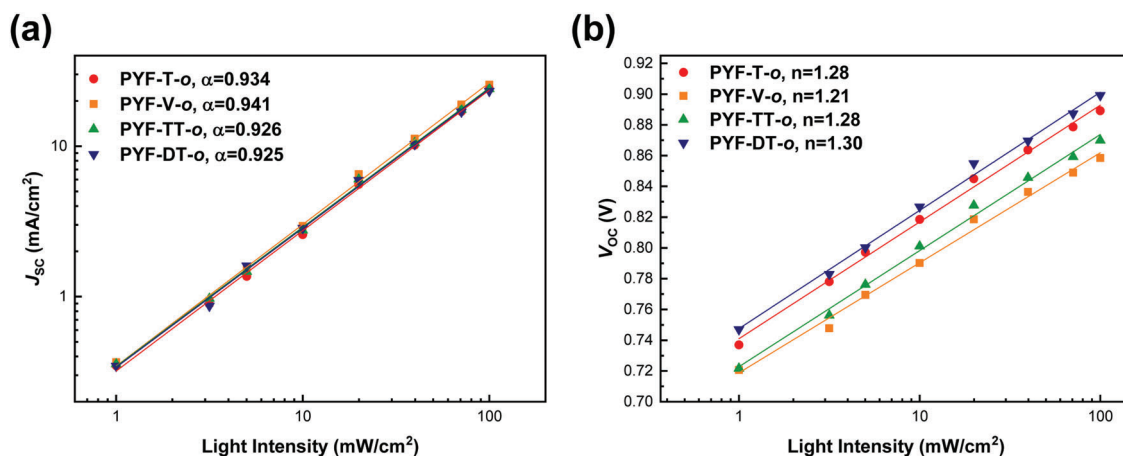 (a)
PYF-T-o, α=0.934
PYF-V-o, α=0.941
PYF-TT-o, α=0.926
PYF-DT-o, α=0.925
10
1
J_SC (mA/cm²)
1
10
100
Light Intensity (mW/cm²)
(b)
PYF-T-o, n=1.28
PYF-V-o, n=1.21
PYF-TT-o, n=1.28
PYF-DT-o, n=1.30
0.92
0.90
0.88
0.86
0.84
0.82
0.80
0.78
0.76
0.74
0.72
0.70
V_OC (V)
1
10
100
Light Intensity (mW/cm²)